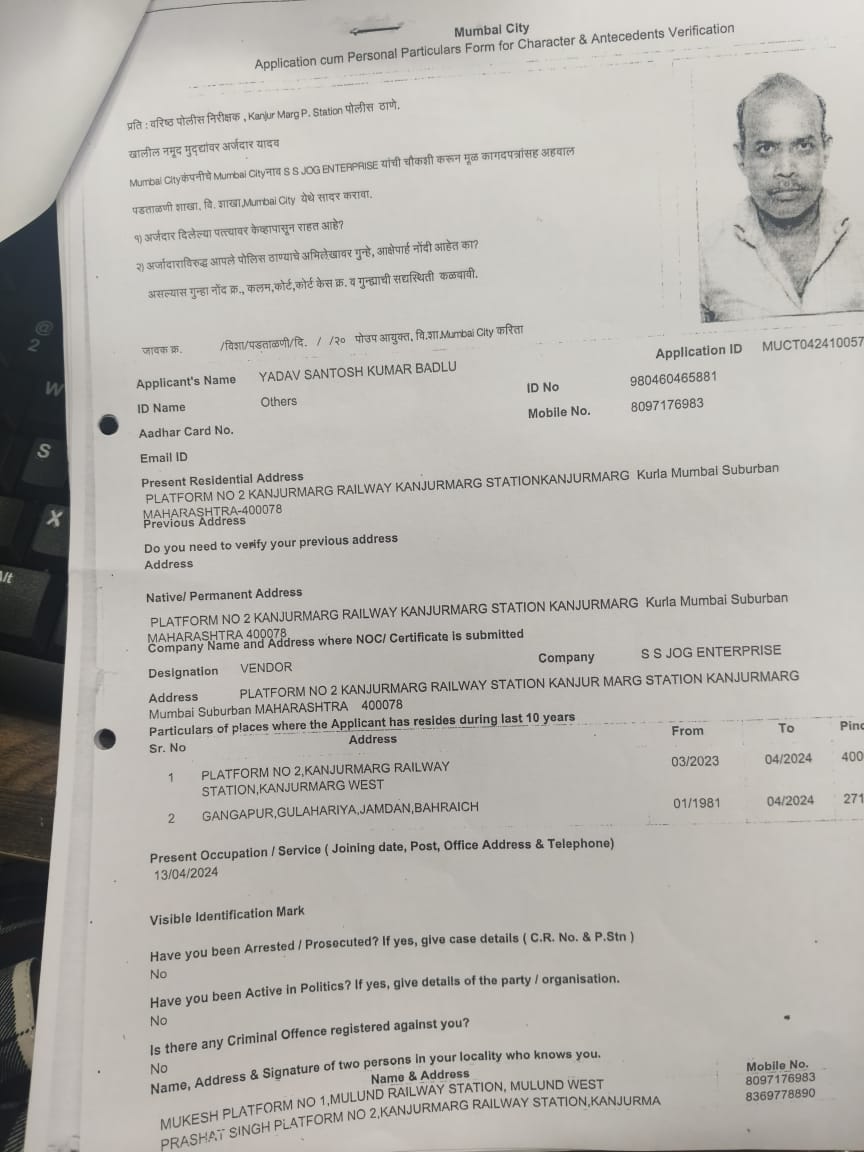 Mumbai City
Application cum Personal Particulars Form for Character & Antecedents Verification
प्रति : वरिष्ठ पोलीस निरीक्षक , Kanjur Marg P. Station पोलीस ठाणे.
खालील नमूद मुद्द्यांवर अर्जदार यादव
Mumbai Cityकंपनीचे Mumbai Cityनाव S S JOG ENTERPRISE यांची चौकशी करून मूळ कागदपत्रांसह अहवाल
पडताळणी शाखा, वि. शाखा,Mumbai City येथे सादर करावा.
१) अर्जदार दिलेल्या पत्त्यावर केव्हापासून राहत आहे?
२) अर्जादाराविरुद्ध आपले पोलिस ठाण्याचे अभिलेखावर गुन्हे, आक्षेपार्ह नोंदी आहेत का?
असल्यास गुन्हा नोंद क्र., कलम,कोर्ट,कोर्ट केस क्र. व गुन्ह्याची सद्यस्थिती कळवावी.
जावक क्र. /विशा/पडताळणी/दि. / /२० पोउप आयुक्त, वि.शा.Mumbai City करिता
Application ID MUCT042410057
Applicant's Name YADAV SANTOSH KUMAR BADLU
ID Name Others ID No 980460465881
Aadhar Card No. Mobile No. 8097176983
Email ID
Present Residential Address
PLATFORM NO 2 KANJURMARG RAILWAY KANJURMARG STATIONKANJURMARG Kurla Mumbai Suburban
MAHARASHTRA-400078
Previous Address
Do you need to verify your previous address
Address
Native/ Permanent Address
PLATFORM NO 2 KANJURMARG RAILWAY KANJURMARG STATION KANJURMARG Kurla Mumbai Suburban
MAHARASHTRA 400078
Company Name and Address where NOC/ Certificate is submitted
Designation VENDOR Company S S JOG ENTERPRISE
Address PLATFORM NO 2 KANJURMARG RAILWAY STATION KANJUR MARG STATION KANJURMARG
Mumbai Suburban MAHARASHTRA 400078
Particulars of places where the Applicant has resides during last 10 years
Sr. No Address From To Pinc
1 PLATFORM NO 2,KANJURMARG RAILWAY 03/2023 04/2024 400
STATION,KANJURMARG WEST
2 GANGAPUR,GULAHARIYA,JAMDAN,BAHRAICH 01/1981 04/2024 271
Present Occupation / Service ( Joining date, Post, Office Address & Telephone)
13/04/2024
Visible Identification Mark
Have you been Arrested / Prosecuted? If yes, give case details ( C.R. No. & P.Stn )
No
Have you been Active in Politics? If yes, give details of the party / organisation.
No
Is there any Criminal Offence registered against you?
No
Name, Address & Signature of two persons in your locality who knows you.
Name & Address Mobile No.
MUKESH PLATFORM NO 1,MULUND RAILWAY STATION, MULUND WEST 8097176983
PRASHAT SINGH PLATFORM NO 2,KANJURMARG RAILWAY STATION,KANJURMA 8369778890
@
2
W
S
X
Alt